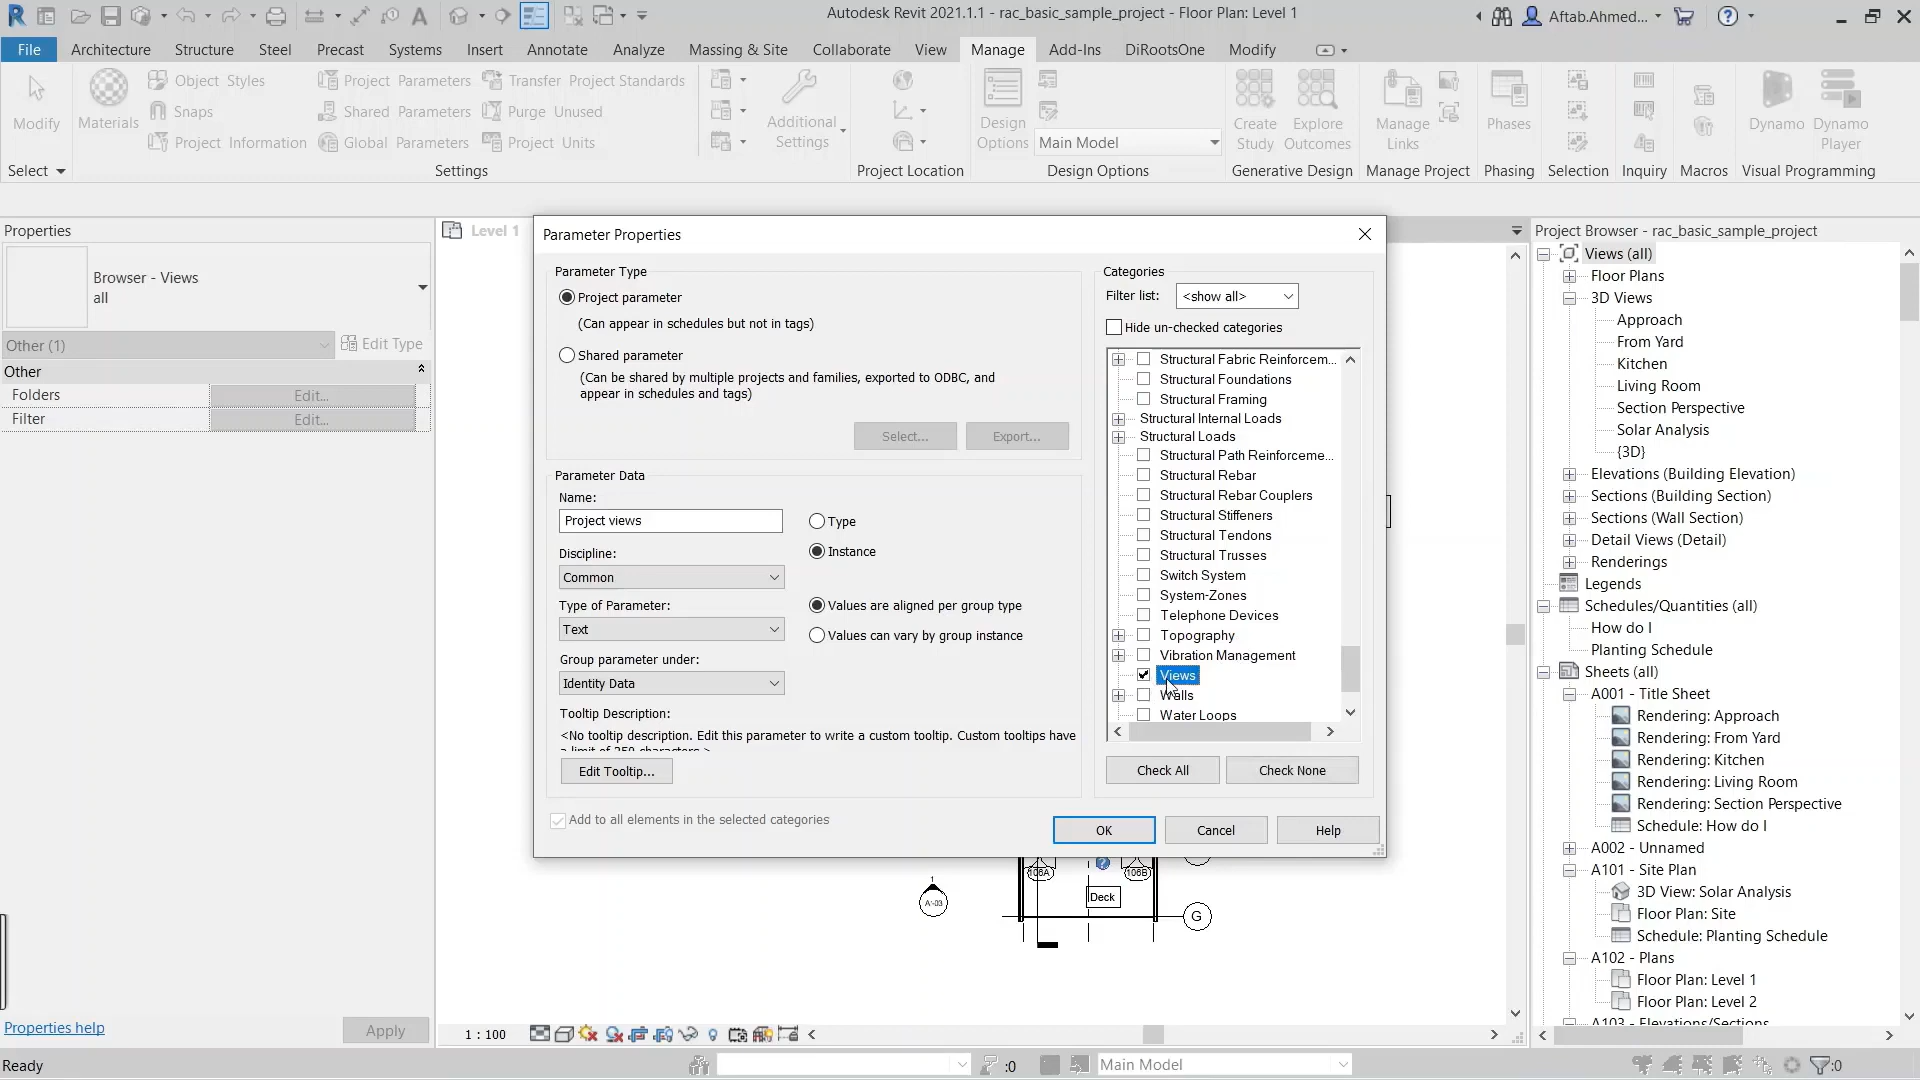 Autodesk Revit 2021.1.1 - rac_basic_sample_project - Floor Plan: Level 1
Aftab.Ahmed...
File Architecture Structure Steel Precast Systems Insert Annotate Analyze Massing & Site Collaborate View Manage Add-Ins DiRootsOne Modify
Modify
Materials
Object Styles
Snaps
Project Information
Project Parameters
Shared Parameters
Global Parameters
Transfer Project Standards
Purge Unused
Project Units
Additional
Settings
Design
Options
Main Model
Create
Study
Explore
Outcomes
Manage
Links
Phases
Dynamo
Dynamo
Player
Select
Settings
Project Location
Design Options
Generative Design
Manage Project
Phasing
Selection
Inquiry
Macros
Visual Programming
Properties
Browser - Views
all
Other (1)
Edit Type
Other
Folders Edit...
Filter Edit...
Properties help
Apply
Level 1
Parameter Properties
Parameter Type
Project parameter
(Can appear in schedules but not in tags)
Shared parameter
(Can be shared by multiple projects and families, exported to ODBC, and
appear in schedules and tags)
Select...
Export...
Parameter Data
Name:
Project views
Type
Discipline:
Instance
Common
Type of Parameter:
Values are aligned per group type
Text
Values can vary by group instance
Group parameter under:
Identity Data
Tooltip Description:
<No tooltip description. Edit this parameter to write a custom tooltip. Custom tooltips have
a limit of 250 characters.>
Edit Tooltip...
Add to all elements in the selected categories
Categories
Filter list: <show all>
Hide un-checked categories
Structural Fabric Reinforcem...
Structural Foundations
Structural Framing
Structural Internal Loads
Structural Loads
Structural Path Reinforceme...
Structural Rebar
Structural Rebar Couplers
Structural Stiffeners
Structural Tendons
Structural Trusses
Switch System
System-Zones
Telephone Devices
Topography
Vibration Management
Views
Walls
Water Loops
Check All
Check None
OK
Cancel
Help
106A
106B
Deck
1
G
1 : 100
Project Browser - rac_basic_sample_project
Views (all)
Floor Plans
3D Views
Approach
From Yard
Kitchen
Living Room
Section Perspective
Solar Analysis
{3D}
Elevations (Building Elevation)
Sections (Building Section)
Sections (Wall Section)
Detail Views (Detail)
Renderings
Legends
Schedules/Quantities (all)
How do I
Planting Schedule
Sheets (all)
A001 - Title Sheet
Rendering: Approach
Rendering: From Yard
Rendering: Kitchen
Rendering: Living Room
Rendering: Section Perspective
Schedule: How do I
A002 - Unnamed
A101 - Site Plan
3D View: Solar Analysis
Floor Plan: Site
Schedule: Planting Schedule
A102 - Plans
Floor Plan: Level 1
Floor Plan: Level 2
A103 - Elevations/Sections
Ready
:0
Main Model
:0